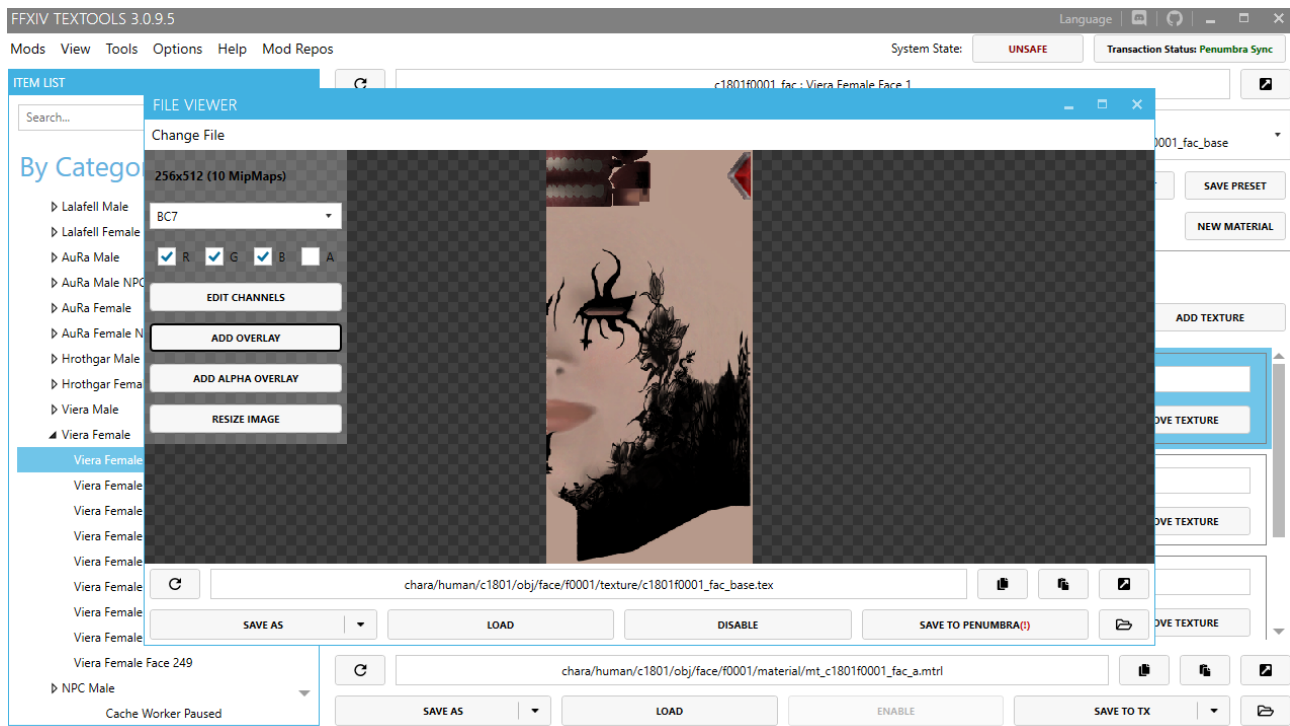 FFXIV TEXTOOLS 3.0.9.5
Language
Mods View Tools Options Help Mod Repos
System State:
UNSAFE
Transaction Status: Penumbra Sync
ITEM LIST
c1801f0001_fac : Viera Female Face 1
Search...
FILE VIEWER
Change File
0001_fac_base
By Catego
256x512 (10 MipMaps)
BC7
R G B A
EDIT CHANNELS
ADD OVERLAY
ADD ALPHA OVERLAY
RESIZE IMAGE
SAVE PRESET
NEW MATERIAL
ADD TEXTURE
OVE TEXTURE
OVE TEXTURE
OVE TEXTURE
Lalafell Male
Lalafell Female
AuRa Male
AuRa Male NPC
AuRa Female
AuRa Female N
Hrothgar Male
Hrothgar Fema
Viera Male
Viera Female
Viera Female
Viera Female
Viera Female
Viera Female
Viera Female
Viera Female
Viera Female
Viera Female
Viera Female Face 249
NPC Male
Cache Worker Paused
chara/human/c1801/obj/face/f0001/texture/c1801f0001_fac_base.tex
SAVE AS
LOAD
DISABLE
SAVE TO PENUMBRA(!)
chara/human/c1801/obj/face/f0001/material/mt_c1801f0001_fac_a.mtrl
SAVE AS
LOAD
ENABLE
SAVE TO TX